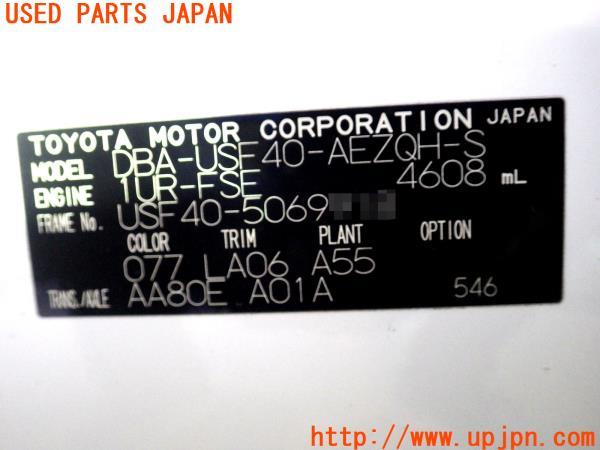 USED PARTS JAPAN
TOYOTA MOTOR CORPORATION JAPAN
MODEL DBA-USF40-AEZQH-S
ENGINE 1UR-FSE 4608 mL
FRAME No. USF40-5069
COLOR TRIM PLANT OPTION
077 LA06 A55
TRANS./AXLE AA80E A01A 546
http://www.upjpn.com